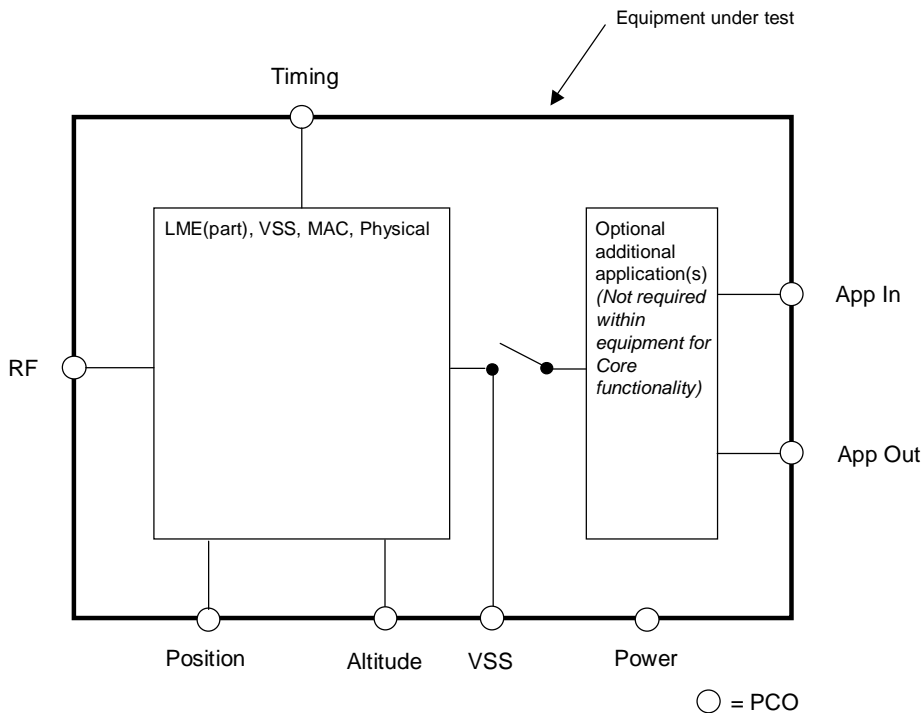 Equipment under test
Timing
LME(part), VSS, MAC, Physical
Optional
additional
application(s)
(Not required
within
equipment for
Core
functionality)
App In
RF
App Out
Position
Altitude
VSS
Power
= PCO